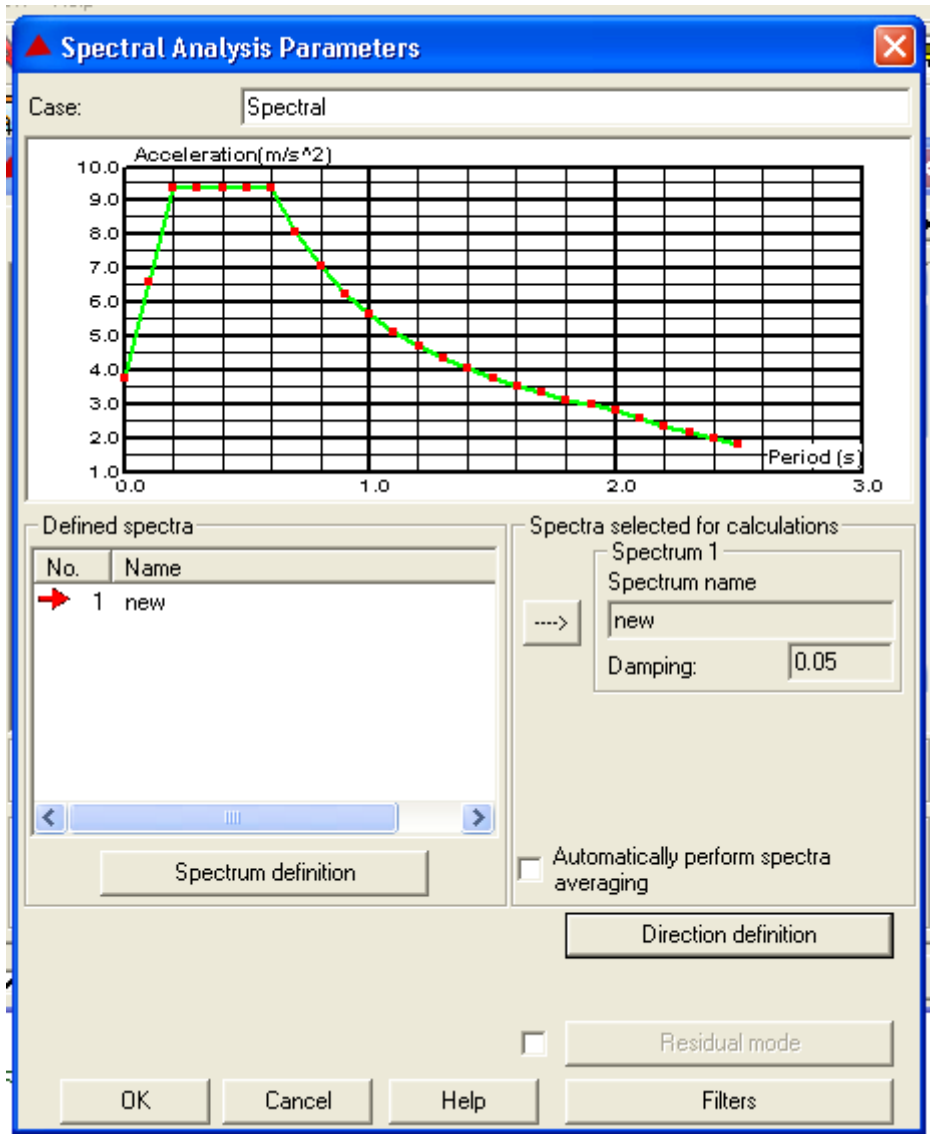 Help
Spectral Analysis Parameters
Case:
Spectral
Acceleration(m/s^2)
10.0
9.0
8.0
7.0
6.0
5.0
4.0
3.0
2.0
1.0
Period (s)
0.0
1.0
2.0
3.0
Defined spectra
No. Name
1 new
Spectrum definition
Spectra selected for calculations
Spectrum 1
Spectrum name
---->
new
Damping: 0.05
Automatically perform spectra
averaging
Direction definition
Residual mode
OK Cancel Help Filters